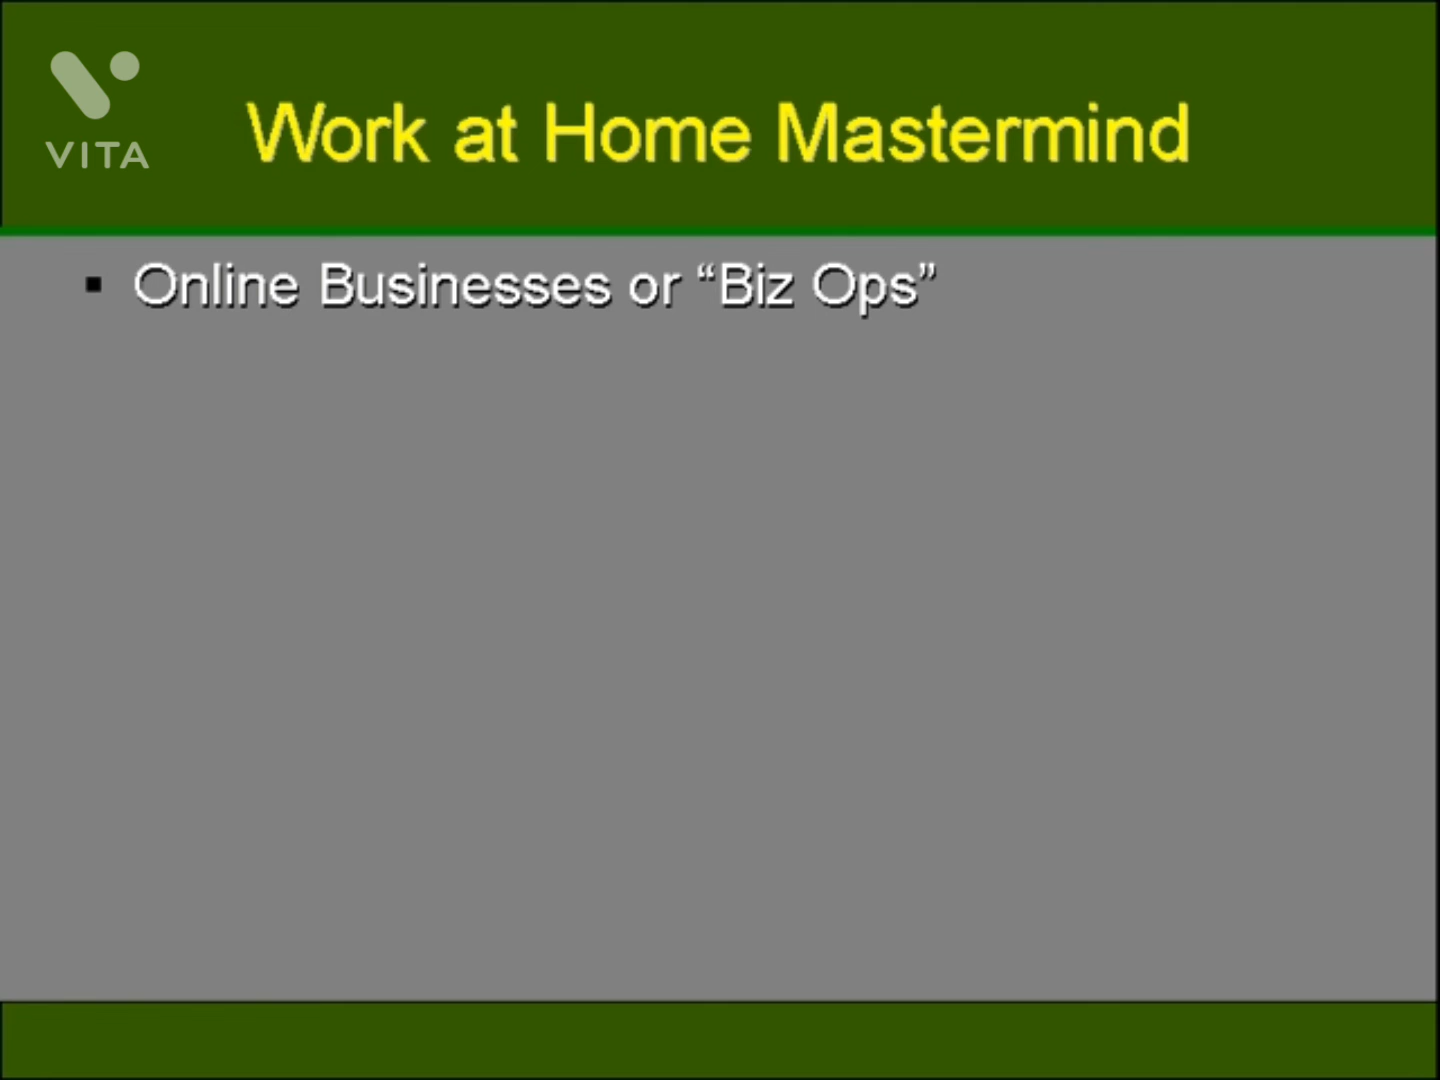 VITA
Work at Home Mastermind
▪ Online Businesses or “Biz Ops”